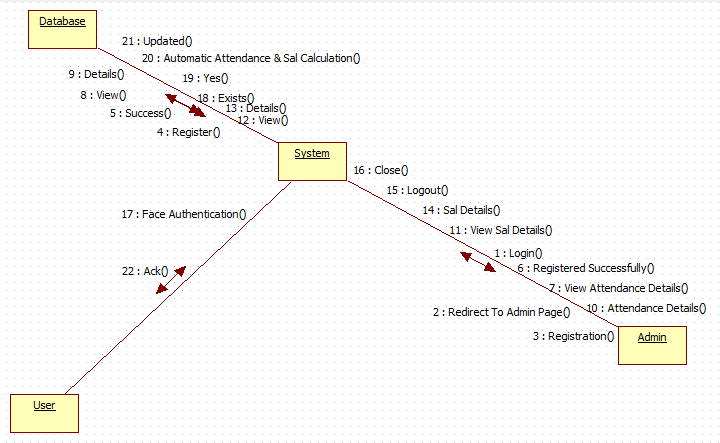 Database
21 : Updated()
20 : Automatic Attendance & Sal Calculation()
9 : Details()
19 : Yes()
8 : View()
18 : Exists()
13 : Details()
5 : Success()
12 : View()
4 : Register()
System
16 : Close()
15 : Logout()
14 : Sal Details()
17 : Face Authentication()
11 : View Sal Details()
1 : Login()
6 : Registered Successfully()
22 : Ack()
7 : View Attendance Details()
10 : Attendance Details()
2 : Redirect To Admin Page()
3 : Registration()
Admin
User